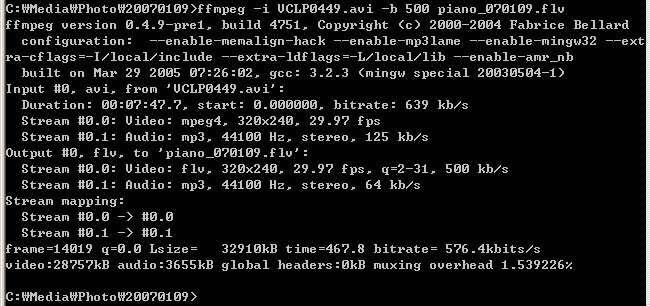 C:₩Media₩Photo₩20070109>ffmpeg -i VCLP0449.avi -b 500 piano_070109.flv
ffmpeg version 0.4.9-pre1, build 4751, Copyright (c) 2000-2004 Fabrice Bellard
  configuration:  --enable-memalign-hack --enable-mp3lame --enable-mingw32 --ext
ra-cflags=-I/local/include --extra-ldflags=-L/local/lib --enable-amr_nb
  built on Mar 29 2005 07:26:02, gcc: 3.2.3 (mingw special 20030504-1)
Input #0, avi, from 'VCLP0449.avi':
  Duration: 00:07:47.7, start: 0.000000, bitrate: 639 kb/s
  Stream #0.0: Video: mpeg4, 320x240, 29.97 fps
  Stream #0.1: Audio: mp3, 44100 Hz, stereo, 125 kb/s
Output #0, flv, to 'piano_070109.flv':
  Stream #0.0: Video: flv, 320x240, 29.97 fps, q=2-31, 500 kb/s
  Stream #0.1: Audio: mp3, 44100 Hz, stereo, 64 kb/s
Stream mapping:
  Stream #0.0 -> #0.0
  Stream #0.1 -> #0.1
frame=14019 q=0.0 Lsize=   32910kB time=467.8 bitrate= 576.4kbits/s
video:28757kB audio:3655kB global headers:0kB muxing overhead 1.539226%
C:₩Media₩Photo₩20070109>